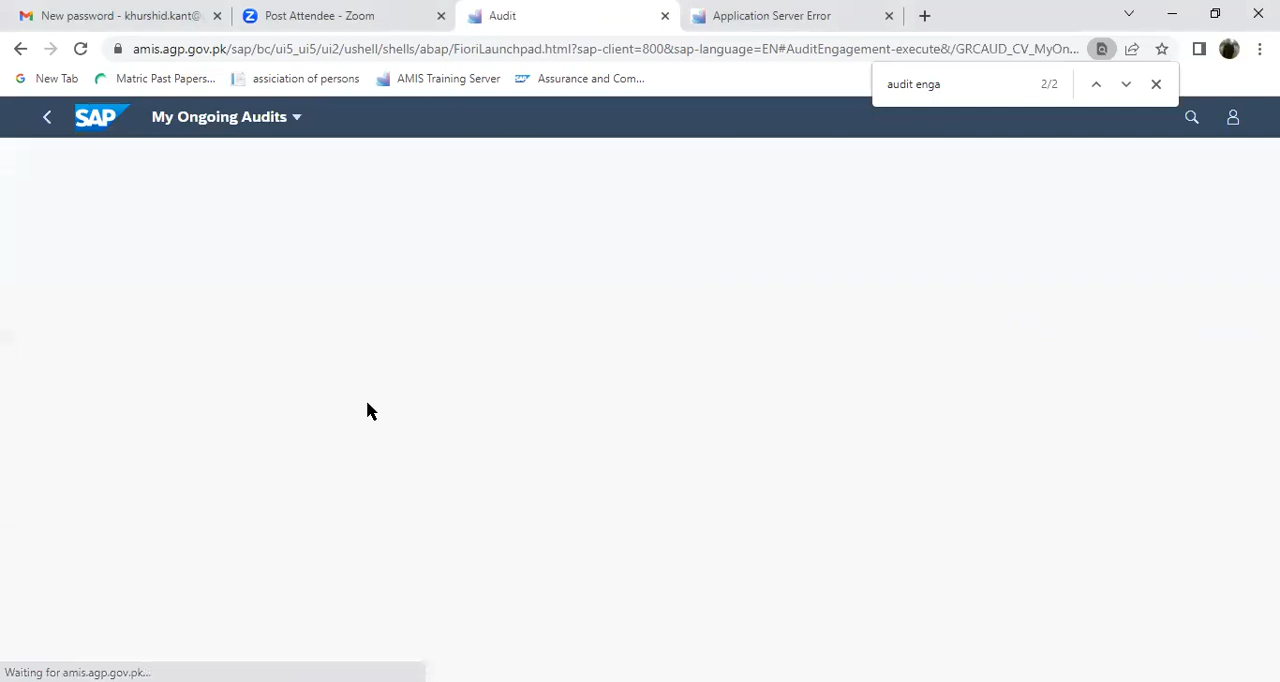 New password - khurshid.kant@
Post Attendee - Zoom
Audit
Application Server Error
amis.agp.gov.pk/sap/bc/ui5_ui5/ui2/ushell/shells/abap/FioriLaunchpad.html?sap-client=800&sap-language=EN#AuditEngagement-execute&/GRCAUD_CV_MyOn...
New Tab
Matric Past Papers...
assiciation of persons
AMIS Training Server
Assurance and Com...
audit enga 2/2
SAP My Ongoing Audits
Waiting for amis.agp.gov.pk...